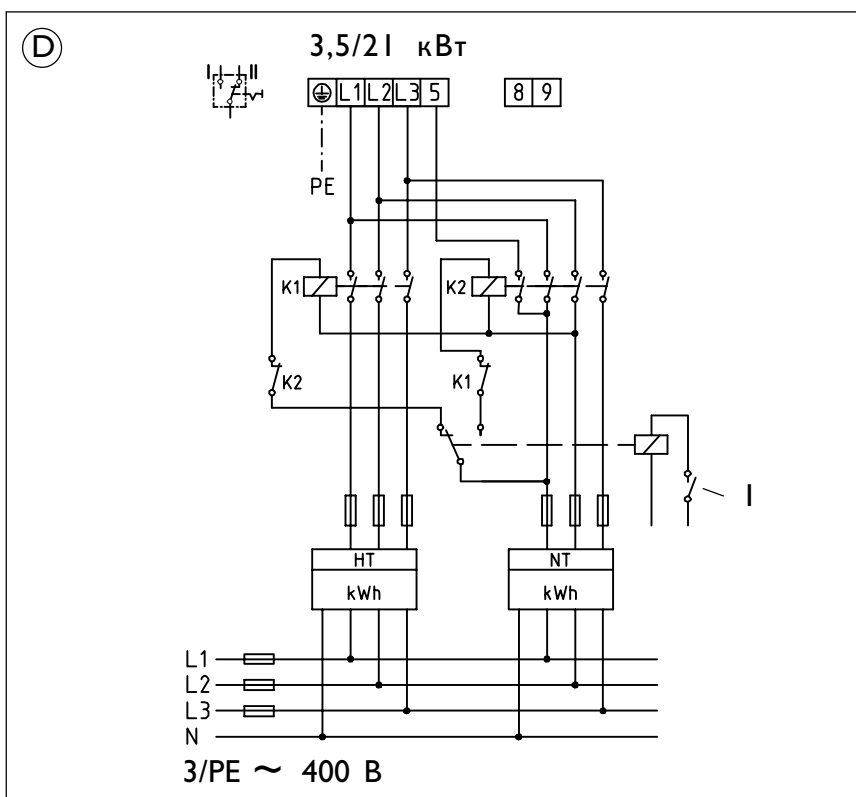 D
3,5/21 кВт
I II
L1 L2 L3 5 8 9
PE
K1 K2
K2 K1
I
HT NT
kWh kWh
L1
L2
L3
N
3/PE ~ 400 В